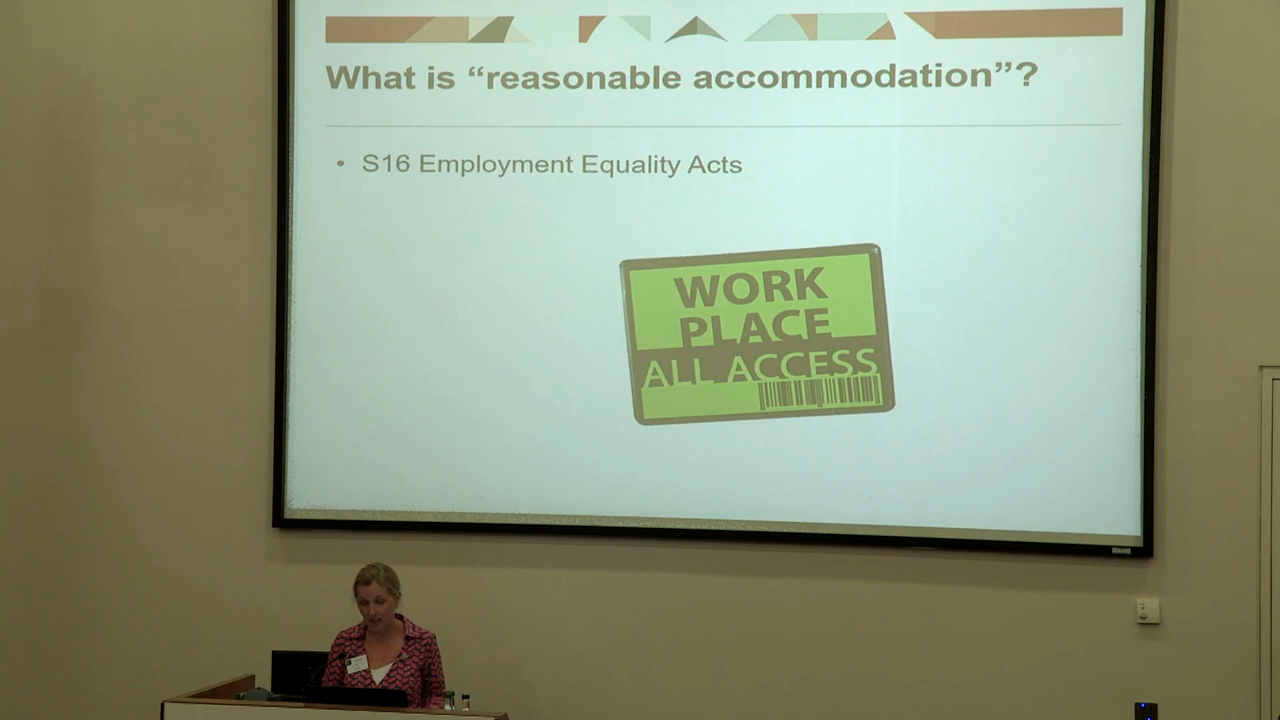 What is “reasonable accommodation”?
• S16 Employment Equality Acts
WORK
PLACE
ALL ACCESS